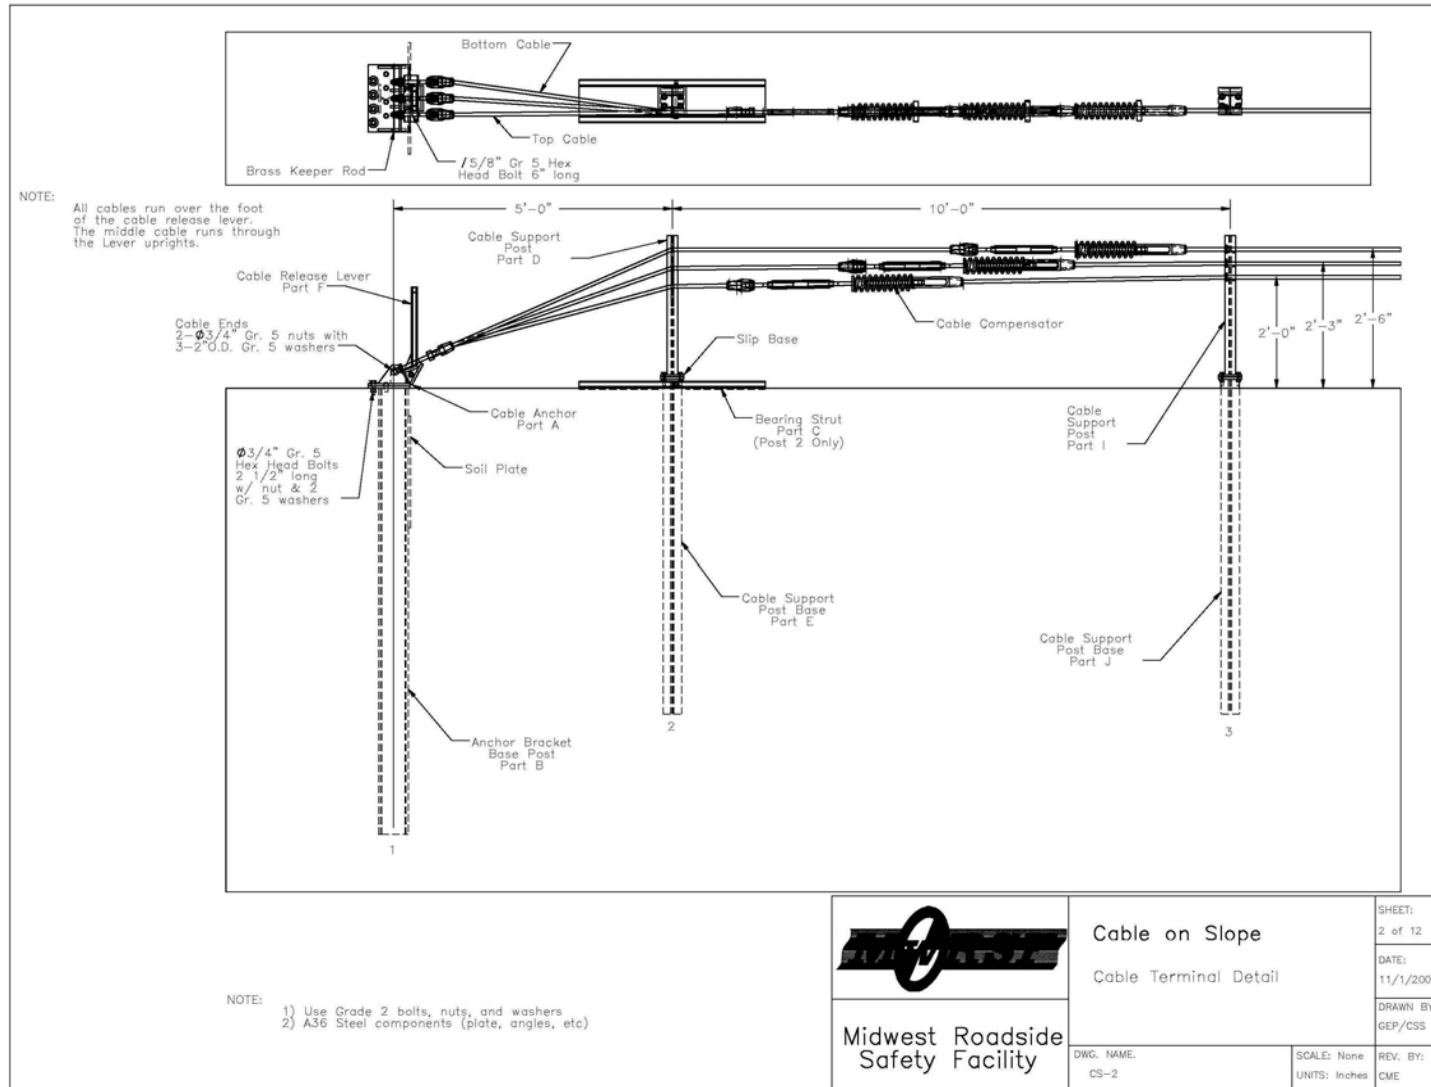 Bottom Cable
Top Cable
Brass Keeper Rod
/5/8" Gr 5 Hex
Head Bolt 6" long
NOTE:
All cables run over the foot
of the cable release lever.
The middle cable runs through
the Lever uprights.
5'-0"
10'-0"
Cable Support
Post
Part D
Cable Release Lever
Part F
Cable Ends
2-Ø3/4" Gr. 5 nuts with
3-2"O.D. Gr. 5 washers
Cable Compensator
Slip Base
2'-0"
2'-3"
2'-6"
Cable Anchor
Part A
Bearing Strut
Part C
(Post 2 Only)
Cable
Support
Post
Part I
Ø3/4" Gr. 5
Hex Head Bolts
2 1/2" long
w/ nut & 2
Gr. 5 washers
Soil Plate
Cable Support
Post Base
Part E
Cable Support
Post Base
Part J
Anchor Bracket
Base Post
Part B
1
2
3
NOTE:
1) Use Grade 2 bolts, nuts, and washers
2) A36 Steel components (plate, angles, etc)
MwRSF
Midwest Roadside
Safety Facility
Cable on Slope
Cable Terminal Detail
DWG. NAME.
CS-2
SCALE: None
UNITS: Inches
SHEET:
2 of 12
DATE:
11/1/200
DRAWN BY
GEP/CSS
REV. BY:
CME